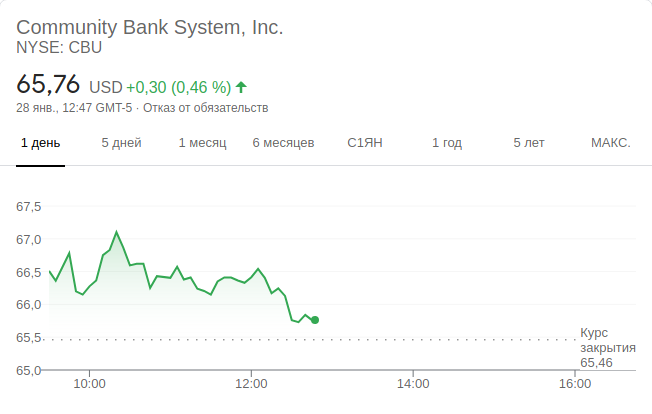 Community Bank System, Inc.
NYSE: CBU
65,76 USD +0,30 (0,46 %)
28 янв., 12:47 GMT-5 · Отказ от обязательств
1 день 5 дней 1 месяц 6 месяцев С1ЯН 1 год 5 лет МАКС.
67,5
67,0
66,5
66,0
65,5
65,0
Курс
закрытия
65,46
10:00 12:00 14:00 16:00